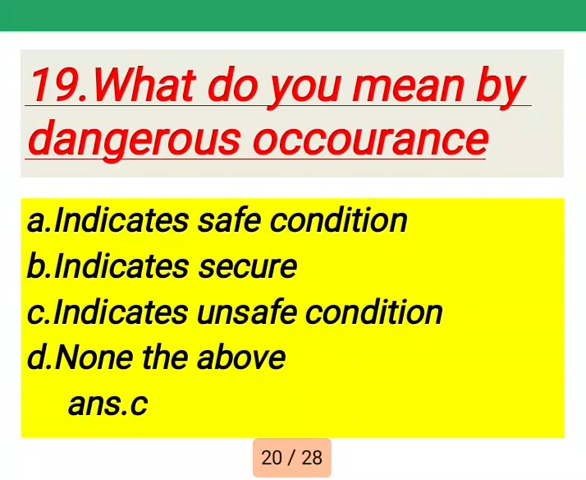 19.What do you mean by
dangerous occourance
a.Indicates safe condition
b.Indicates secure
c.Indicates unsafe condition
d.None the above
ans.c
20 / 28